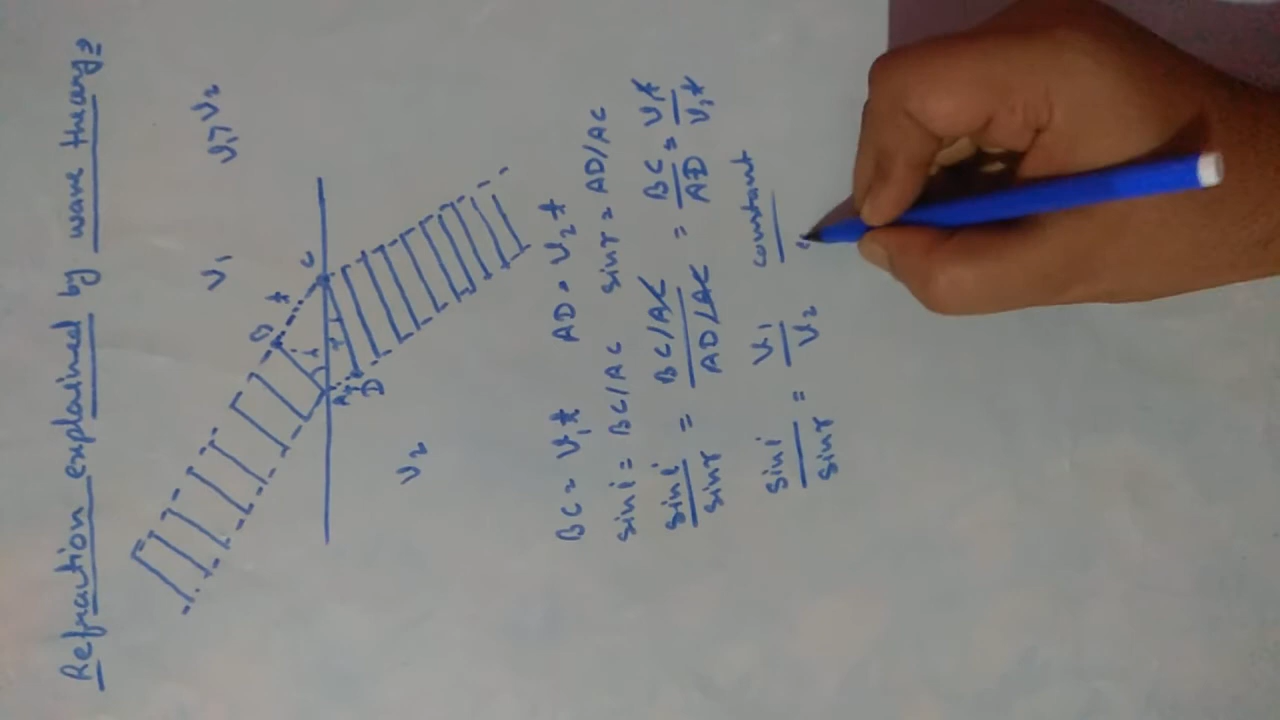 Refraction explained by wave theory :
v₁ v₁ > v₂
B t C
i
A r
D
v₂
BC = v₁t AD = v₂t
sin i = BC/AC sin r = AD/AC
sin i / sin r = BC/AC / AD/AC = BC / AD = v₁t / v₁t
sin i / sin r = v₁ / v₂ constant